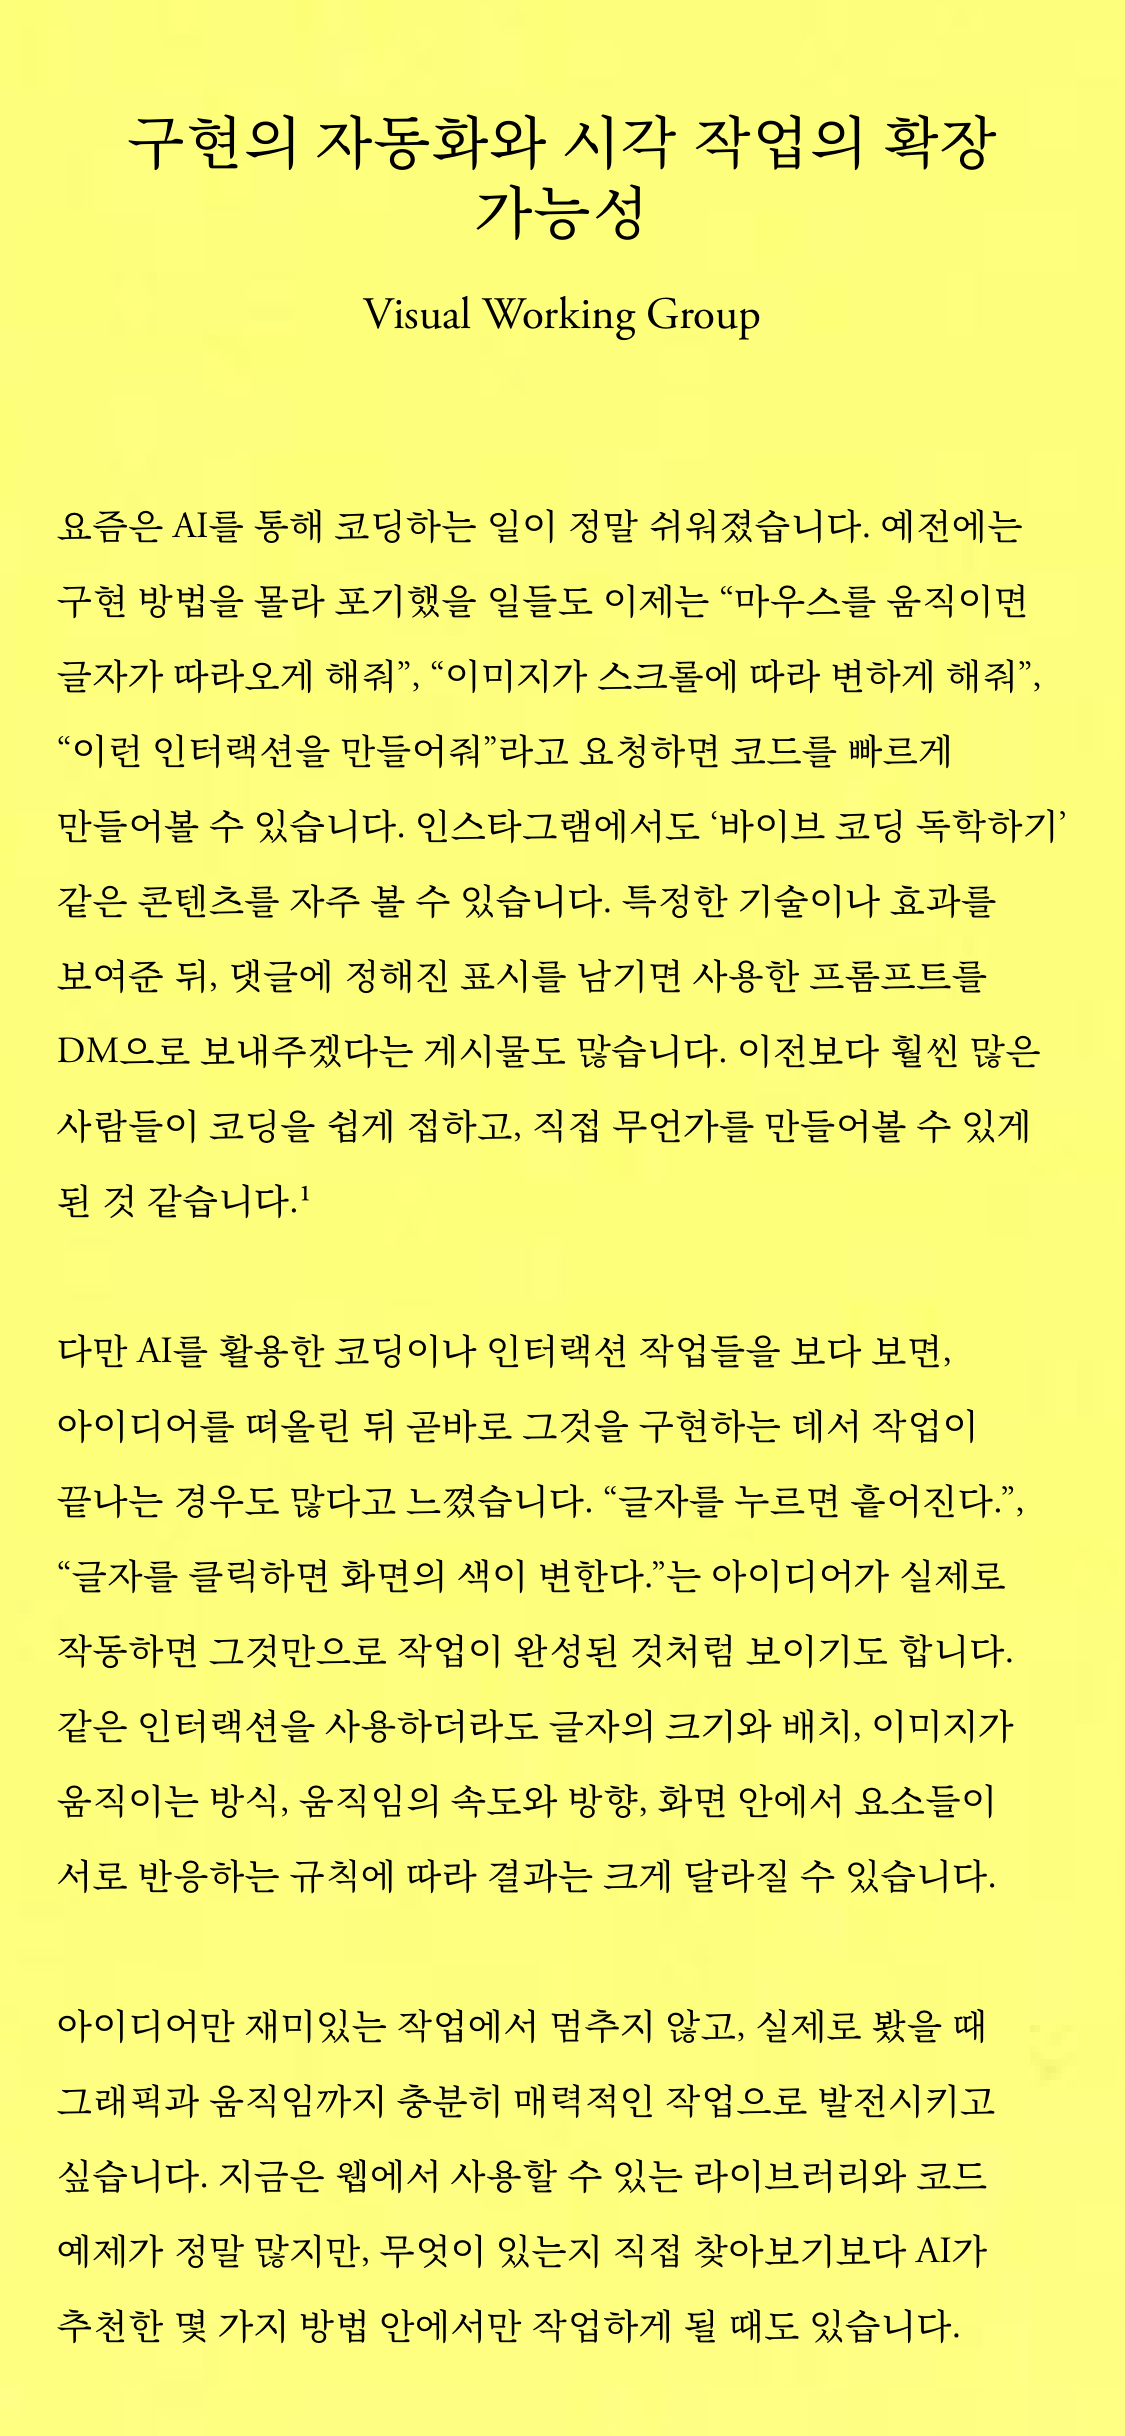 구현의 자동화와 시각 작업의 확장
가능성
Visual Working Group
요즘은 AI를 통해 코딩하는 일이 정말 쉬워졌습니다. 예전에는
구현 방법을 몰라 포기했을 일들도 이제는 “마우스를 움직이면
글자가 따라오게 해줘”, “이미지가 스크롤에 따라 변하게 해줘”,
“이런 인터랙션을 만들어줘”라고 요청하면 코드를 빠르게
만들어볼 수 있습니다. 인스타그램에서도 ‘바이브 코딩 독학하기’
같은 콘텐츠를 자주 볼 수 있습니다. 특정한 기술이나 효과를
보여준 뒤, 댓글에 정해진 표시를 남기면 사용한 프롬프트를
DM으로 보내주겠다는 게시물도 많습니다. 이전보다 훨씬 많은
사람들이 코딩을 쉽게 접하고, 직접 무언가를 만들어볼 수 있게
된 것 같습니다.¹
다만 AI를 활용한 코딩이나 인터랙션 작업들을 보다 보면,
아이디어를 떠올린 뒤 곧바로 그것을 구현하는 데서 작업이
끝나는 경우도 많다고 느꼈습니다. “글자를 누르면 흩어진다.”,
“글자를 클릭하면 화면의 색이 변한다.”는 아이디어가 실제로
작동하면 그것만으로 작업이 완성된 것처럼 보이기도 합니다.
같은 인터랙션을 사용하더라도 글자의 크기와 배치, 이미지가
움직이는 방식, 움직임의 속도와 방향, 화면 안에서 요소들이
서로 반응하는 규칙에 따라 결과는 크게 달라질 수 있습니다.
아이디어만 재미있는 작업에서 멈추지 않고, 실제로 봤을 때
그래픽과 움직임까지 충분히 매력적인 작업으로 발전시키고
싶습니다. 지금은 웹에서 사용할 수 있는 라이브러리와 코드
예제가 정말 많지만, 무엇이 있는지 직접 찾아보기보다 AI가
추천한 몇 가지 방법 안에서만 작업하게 될 때도 있습니다.